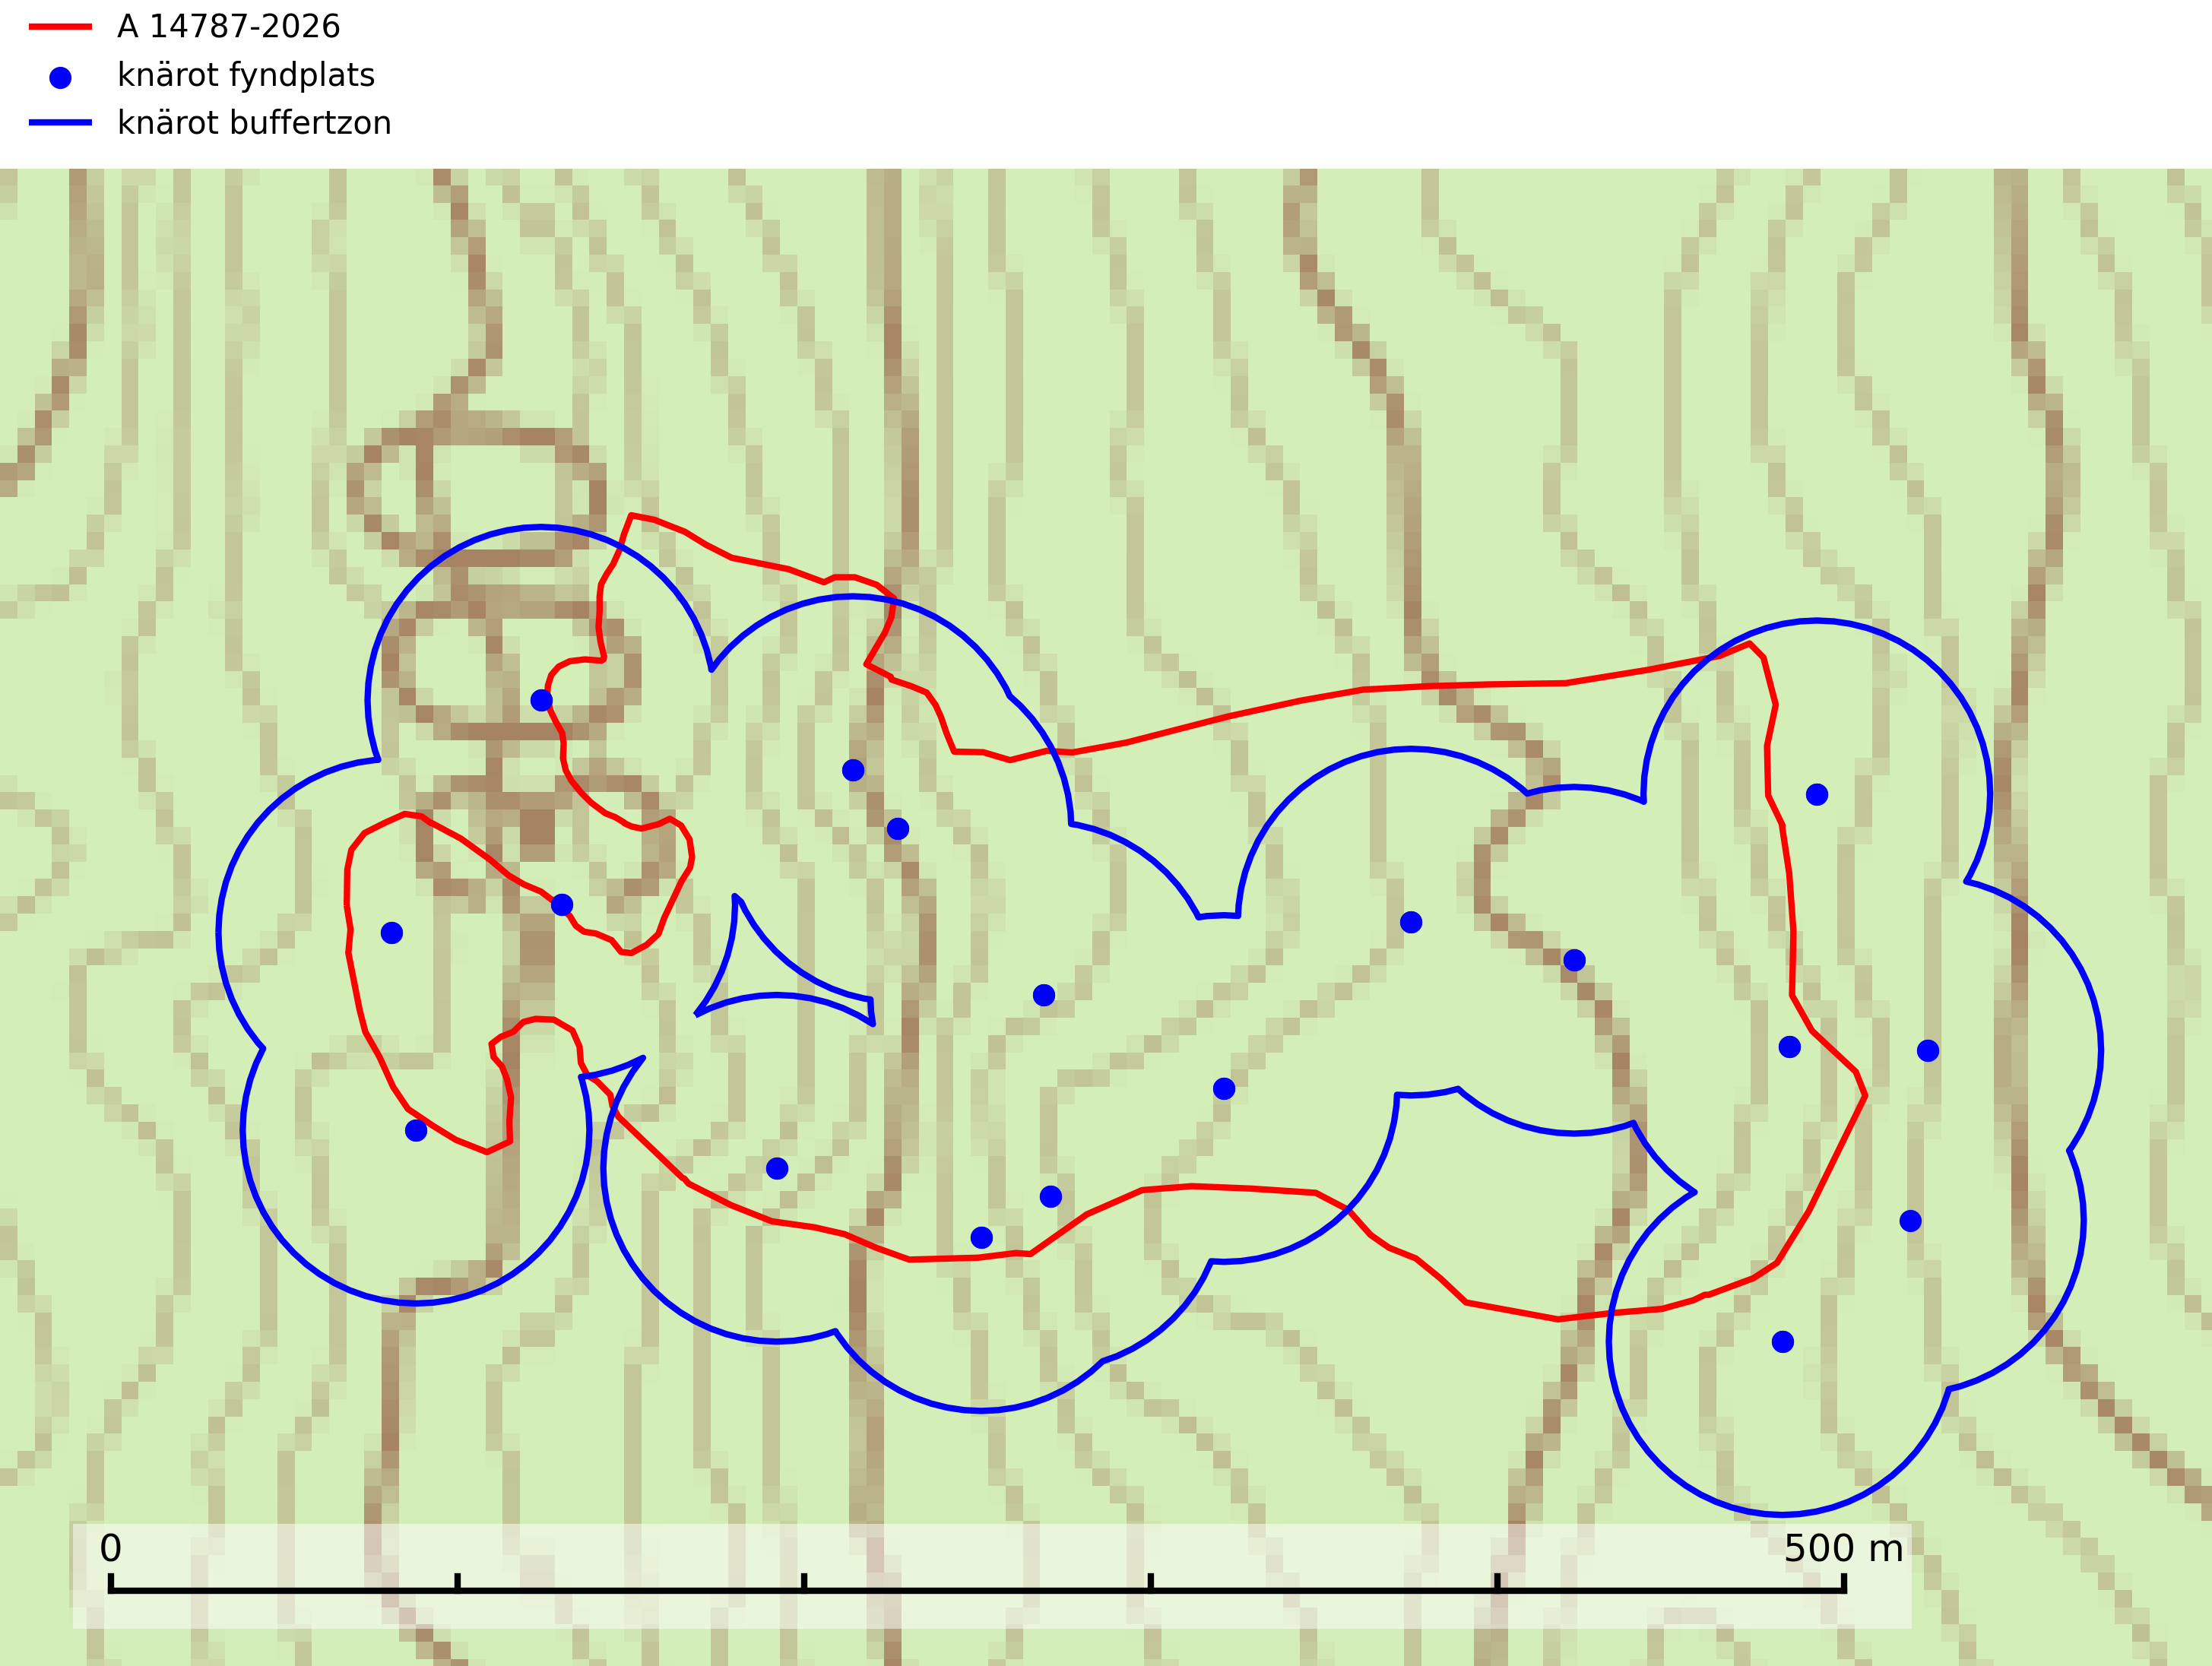 A 14787-2026
knärot fyndplats
knärot buffertzon
0
500 m